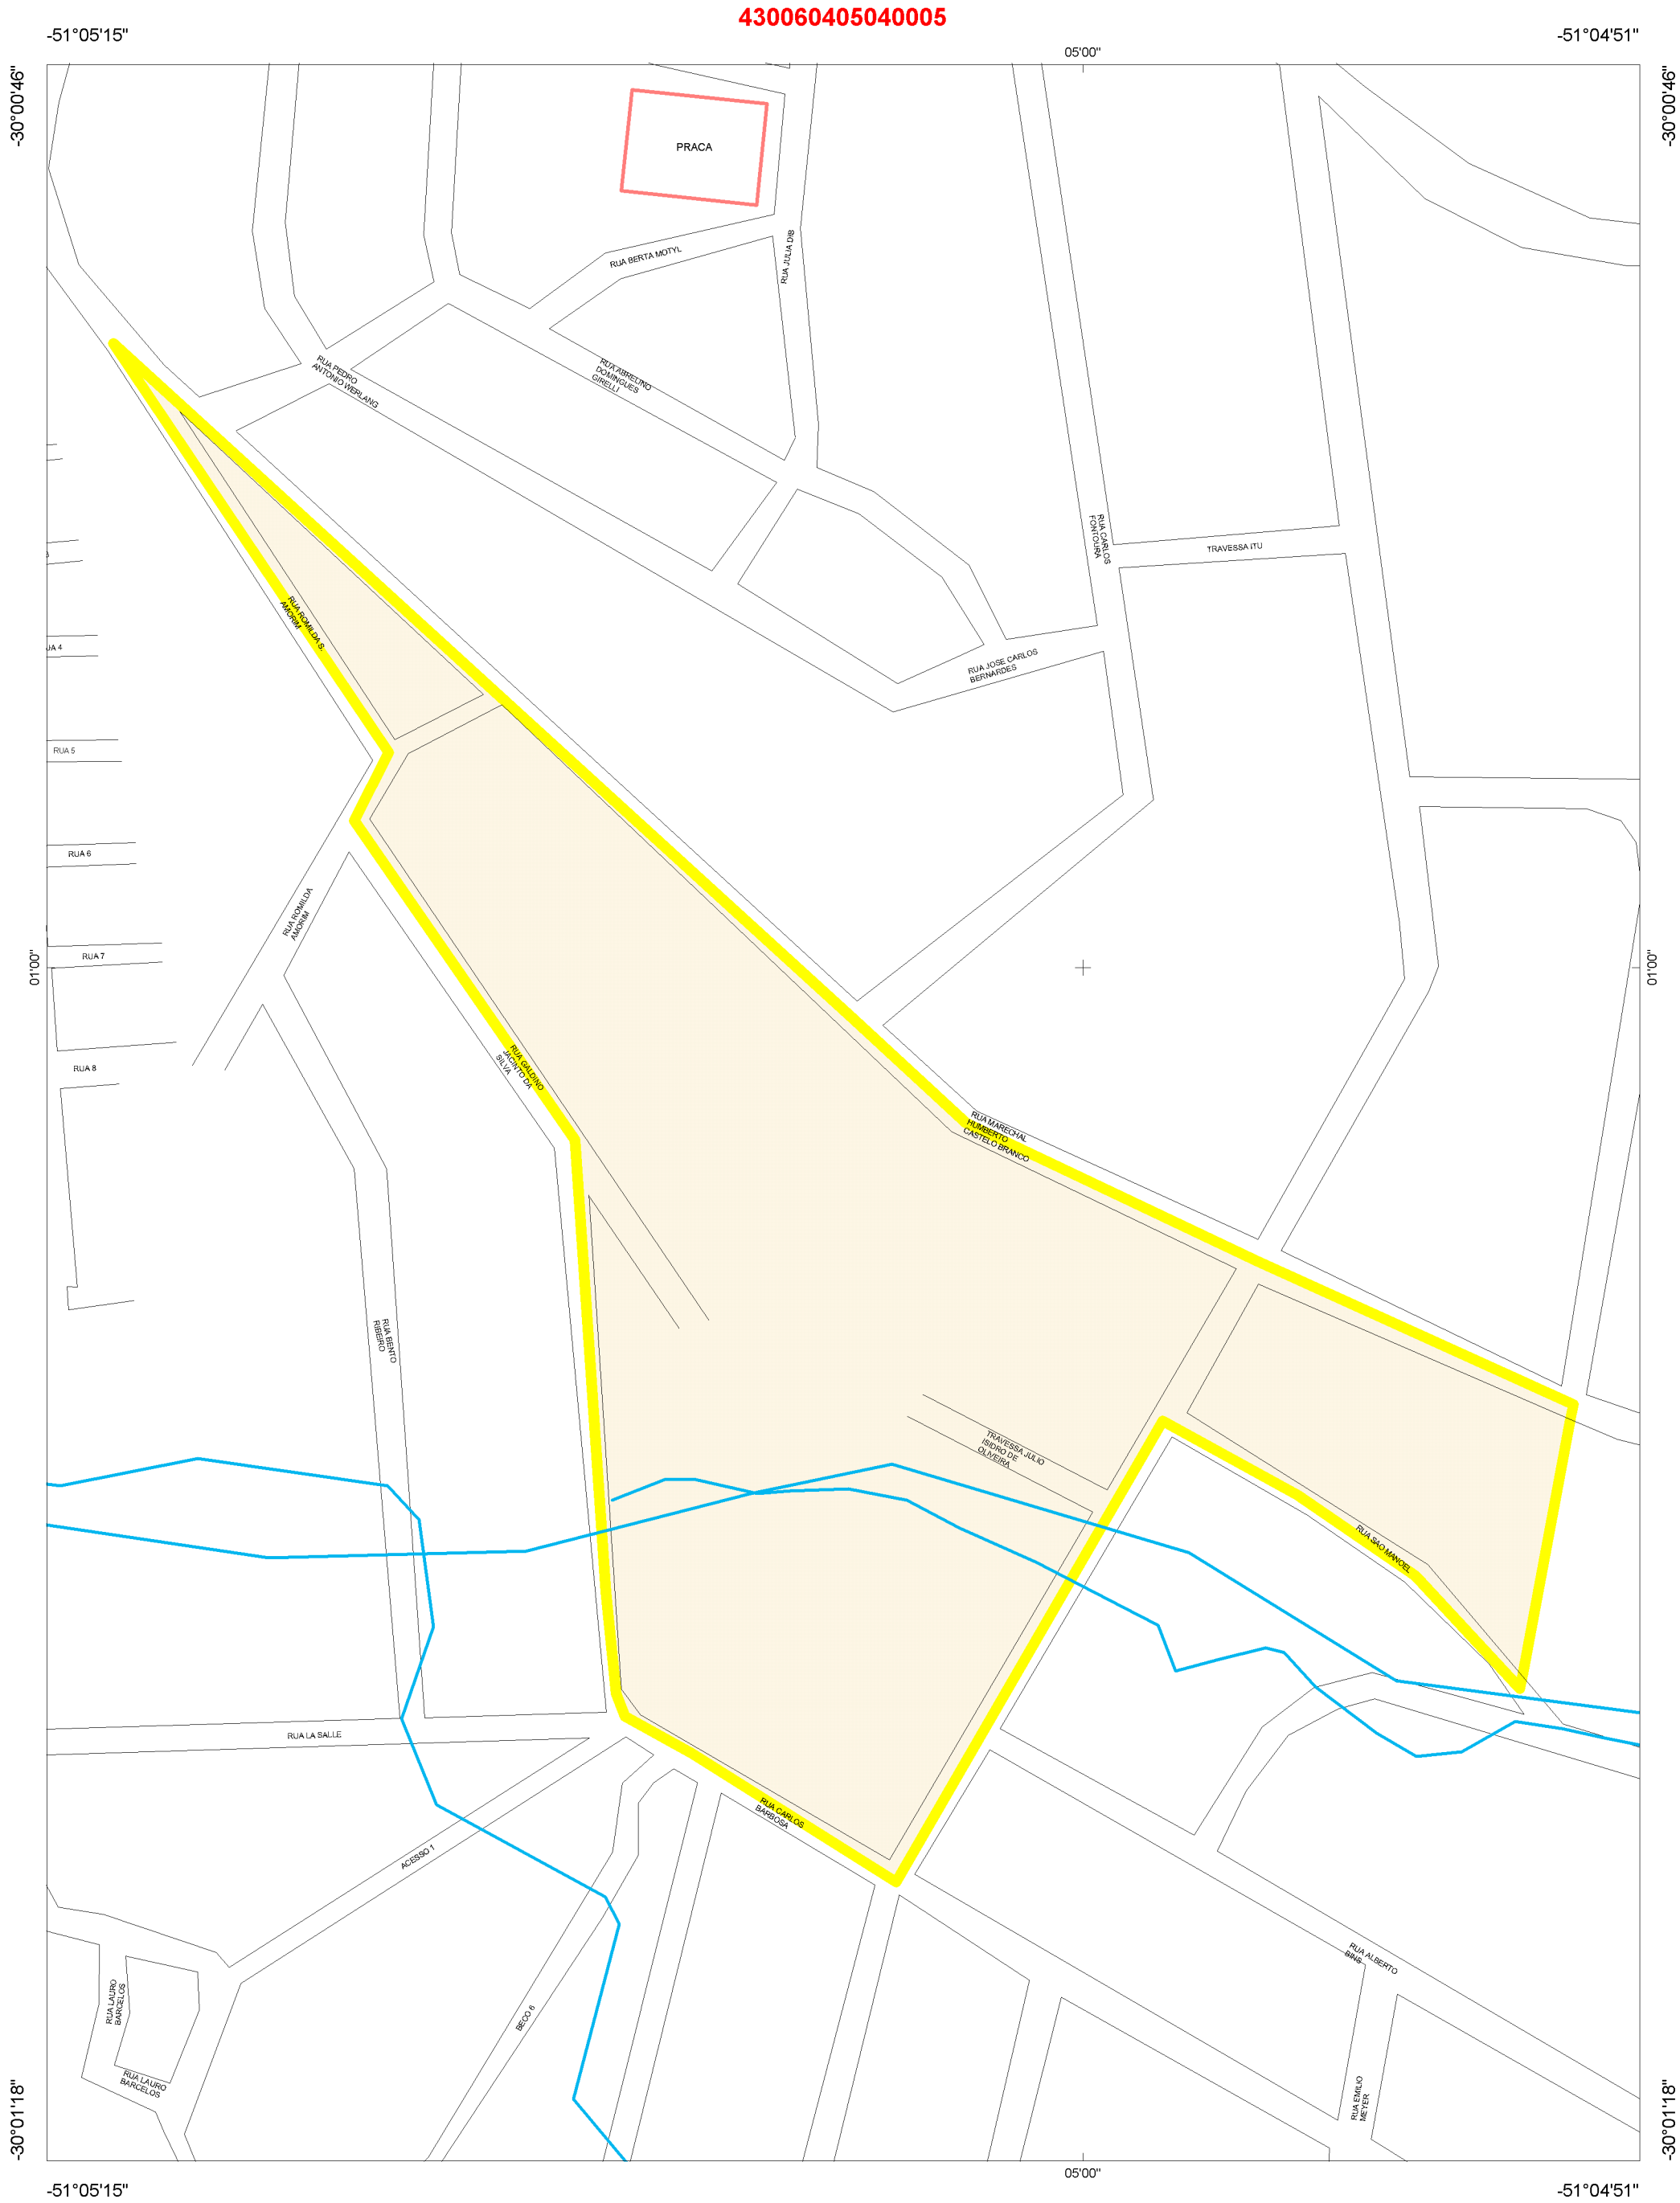 430060405040005
-51°05'15"
05'00"
-51°04'51"
-30°00'46"
-30°00'46"
PRACA
RUA BERTA MOTYL
RUA JULIA DIB
RUA PEDRO
ANTONIO WERLANG
RUA ABRELINO
DOMINGUES
GIRELLI
RUA CARLOS
FONTOURA
TRAVESSA ITU
RUA ROMILDA S.
AMORIM
UA 4
RUA JOSE CARLOS
BERNARDES
RUA 5
RUA 6
RUA ROMILDA
AMORIM
RUA 7
01'00"
01'00"
RUA 8
RUA GALDINO
JACINTO DA
SILVA
RUA MARECHAL
HUMBERTO
CASTELO BRANCO
RUA BENTO
RIBEIRO
TRAVESSA JULIO
ISIDRO DE
OLIVEIRA
RUA SAO MANOEL
RUA LA SALLE
RUA CARLOS
BARBOSA
ACESSO 1
RUA ALBERTO
BINS
RUA LAURO
BARCELOS
BECO 6
RUA LAURO
BARCELOS
RUA EMILIO
MEYER
-30°01'18"
-30°01'18"
-51°05'15"
05'00"
-51°04'51"